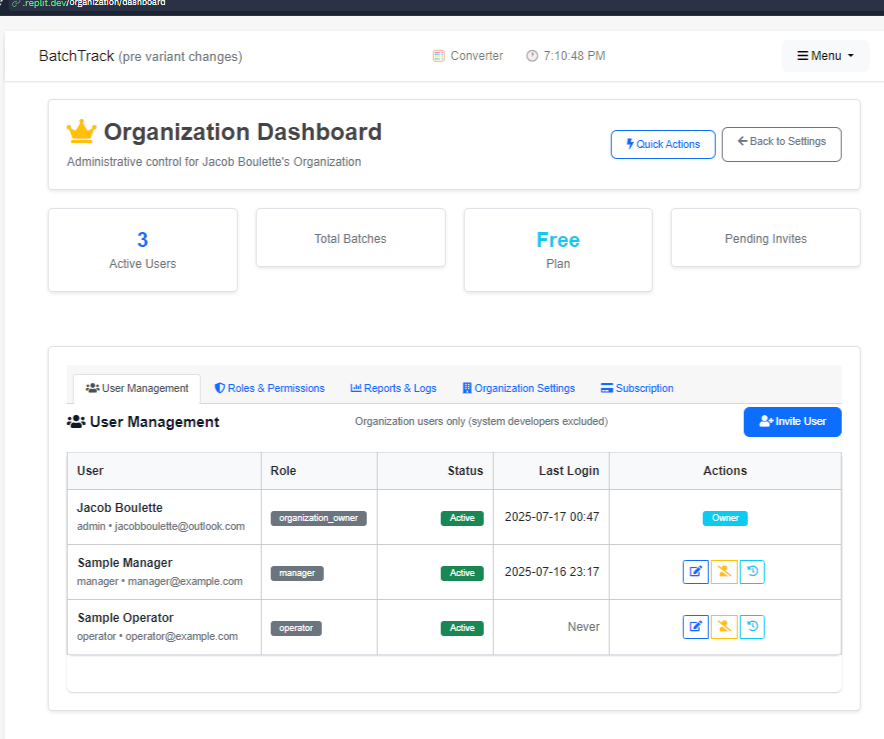 .replit.dev/organization/dashboard
BatchTrack (pre variant changes)
Converter
7:10:48 PM
Menu
Organization Dashboard
Administrative control for Jacob Boulette's Organization
Quick Actions
Back to Settings
3
Active Users
Total Batches
Free
Plan
Pending Invites
User Management
Roles & Permissions
Reports & Logs
Organization Settings
Subscription
User Management
Organization users only (system developers excluded)
Invite User
User Role Status Last Login Actions
Jacob Boulette
admin • jacobboulette@outlook.com
organization_owner
Active
2025-07-17 00:47
Owner
Sample Manager
manager • manager@example.com
manager
Active
2025-07-16 23:17
Sample Operator
operator • operator@example.com
operator
Active
Never